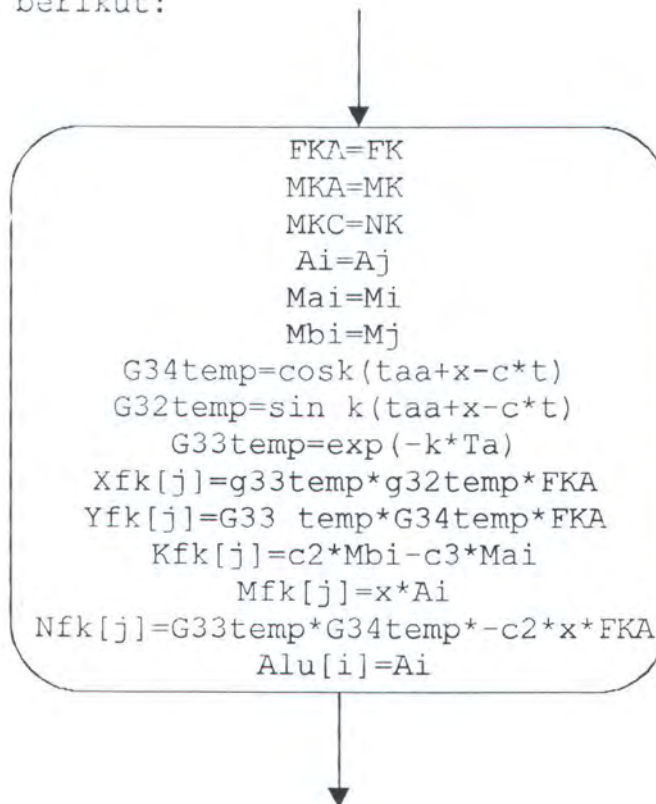 berikut:
FKA=FK
MKA=MK
MKC=NK
Ai=Aj
Mai=Mi
Mbi=Mj
G34temp=cosk(taa+x-c*t)
G32temp=sin k(taa+x-c*t)
G33temp=exp(-k*Ta)
Xfk[j]=g33temp*g32temp*FKA
Yfk[j]=G33 temp*G34temp*FKA
Kfk[j]=c2*Mbi-c3*Mai
Mfk[j]=x*Ai
Nfk[j]=G33temp*G34temp*-c2*x*FKA
Alu[i]=Ai